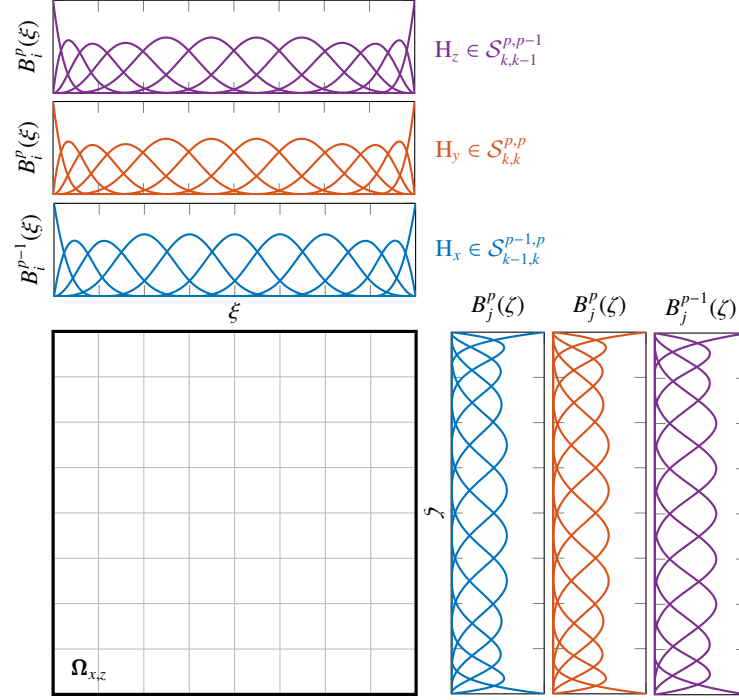 B_i^p(ξ)
H_z ∈ 𝒮_{k,k−1}^{p,p−1}
B_i^p(ξ)
H_y ∈ 𝒮_{k,k}^{p,p}
B_i^{p−1}(ξ)
H_x ∈ 𝒮_{k−1,k}^{p−1,p}
ξ
B_j^p(ζ) B_j^p(ζ) B_j^{p−1}(ζ)
ζ
Ω_{x,z}